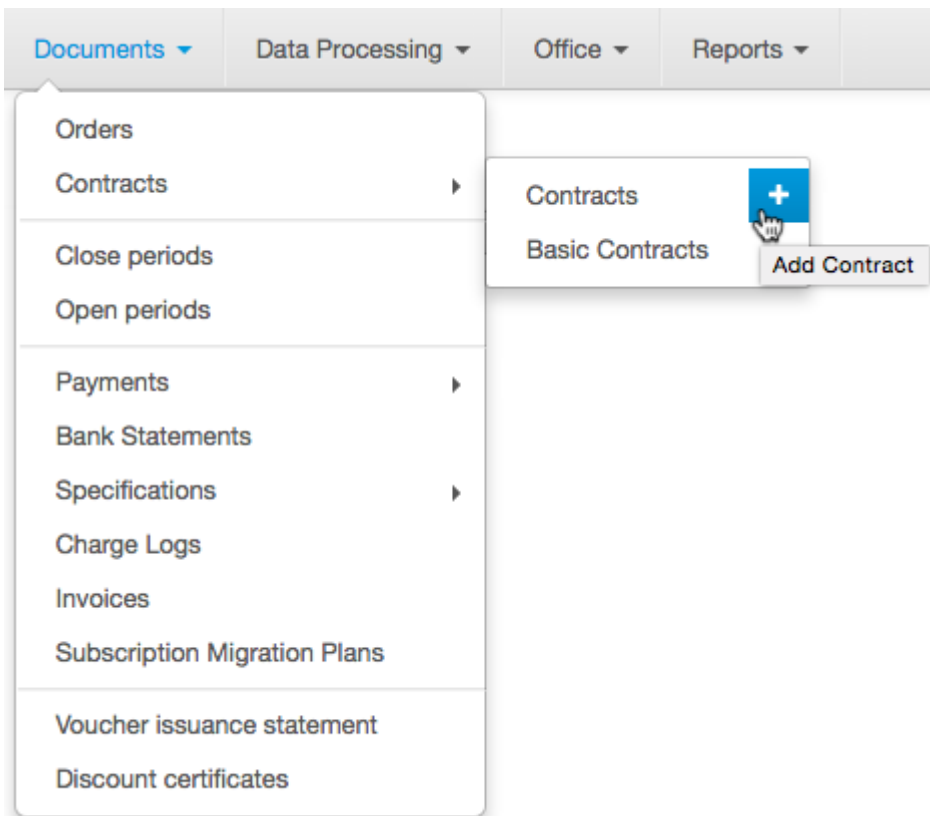 Documents Data Processing Office Reports
Orders
Contracts
Close periods
Open periods
Payments
Bank Statements
Specifications
Charge Logs
Invoices
Subscription Migration Plans
Voucher issuance statement
Discount certificates
Contracts
Basic Contracts
Add Contract